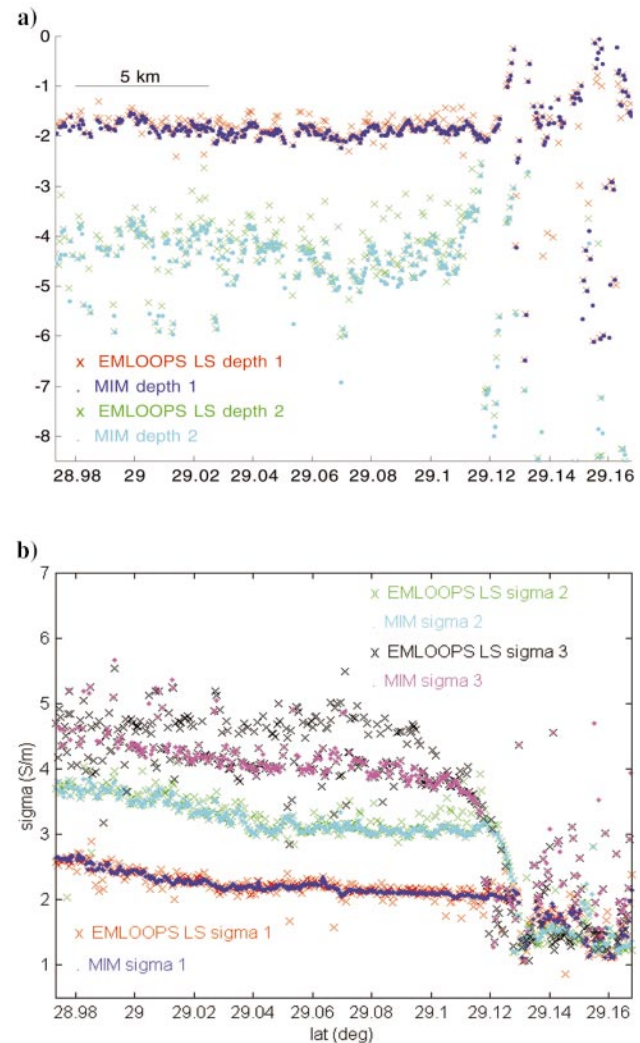 a)
0
-1
-2
-3
-4
-5
-6
-7
-8
5 km
x EMLOOPS LS depth 1
. MIM depth 1
x EMLOOPS LS depth 2
. MIM depth 2
28.98 29 29.02 29.04 29.06 29.08 29.1 29.12 29.14 29.16
b)
7
6
5
4
3
2
1
sigma (S/m)
x EMLOOPS LS sigma 2
. MIM sigma 2
x EMLOOPS LS sigma 3
. MIM sigma 3
x EMLOOPS LS sigma 1
. MIM sigma 1
28.98 29 29.02 29.04 29.06 29.08 29.1 29.12 29.14 29.16
lat (deg)